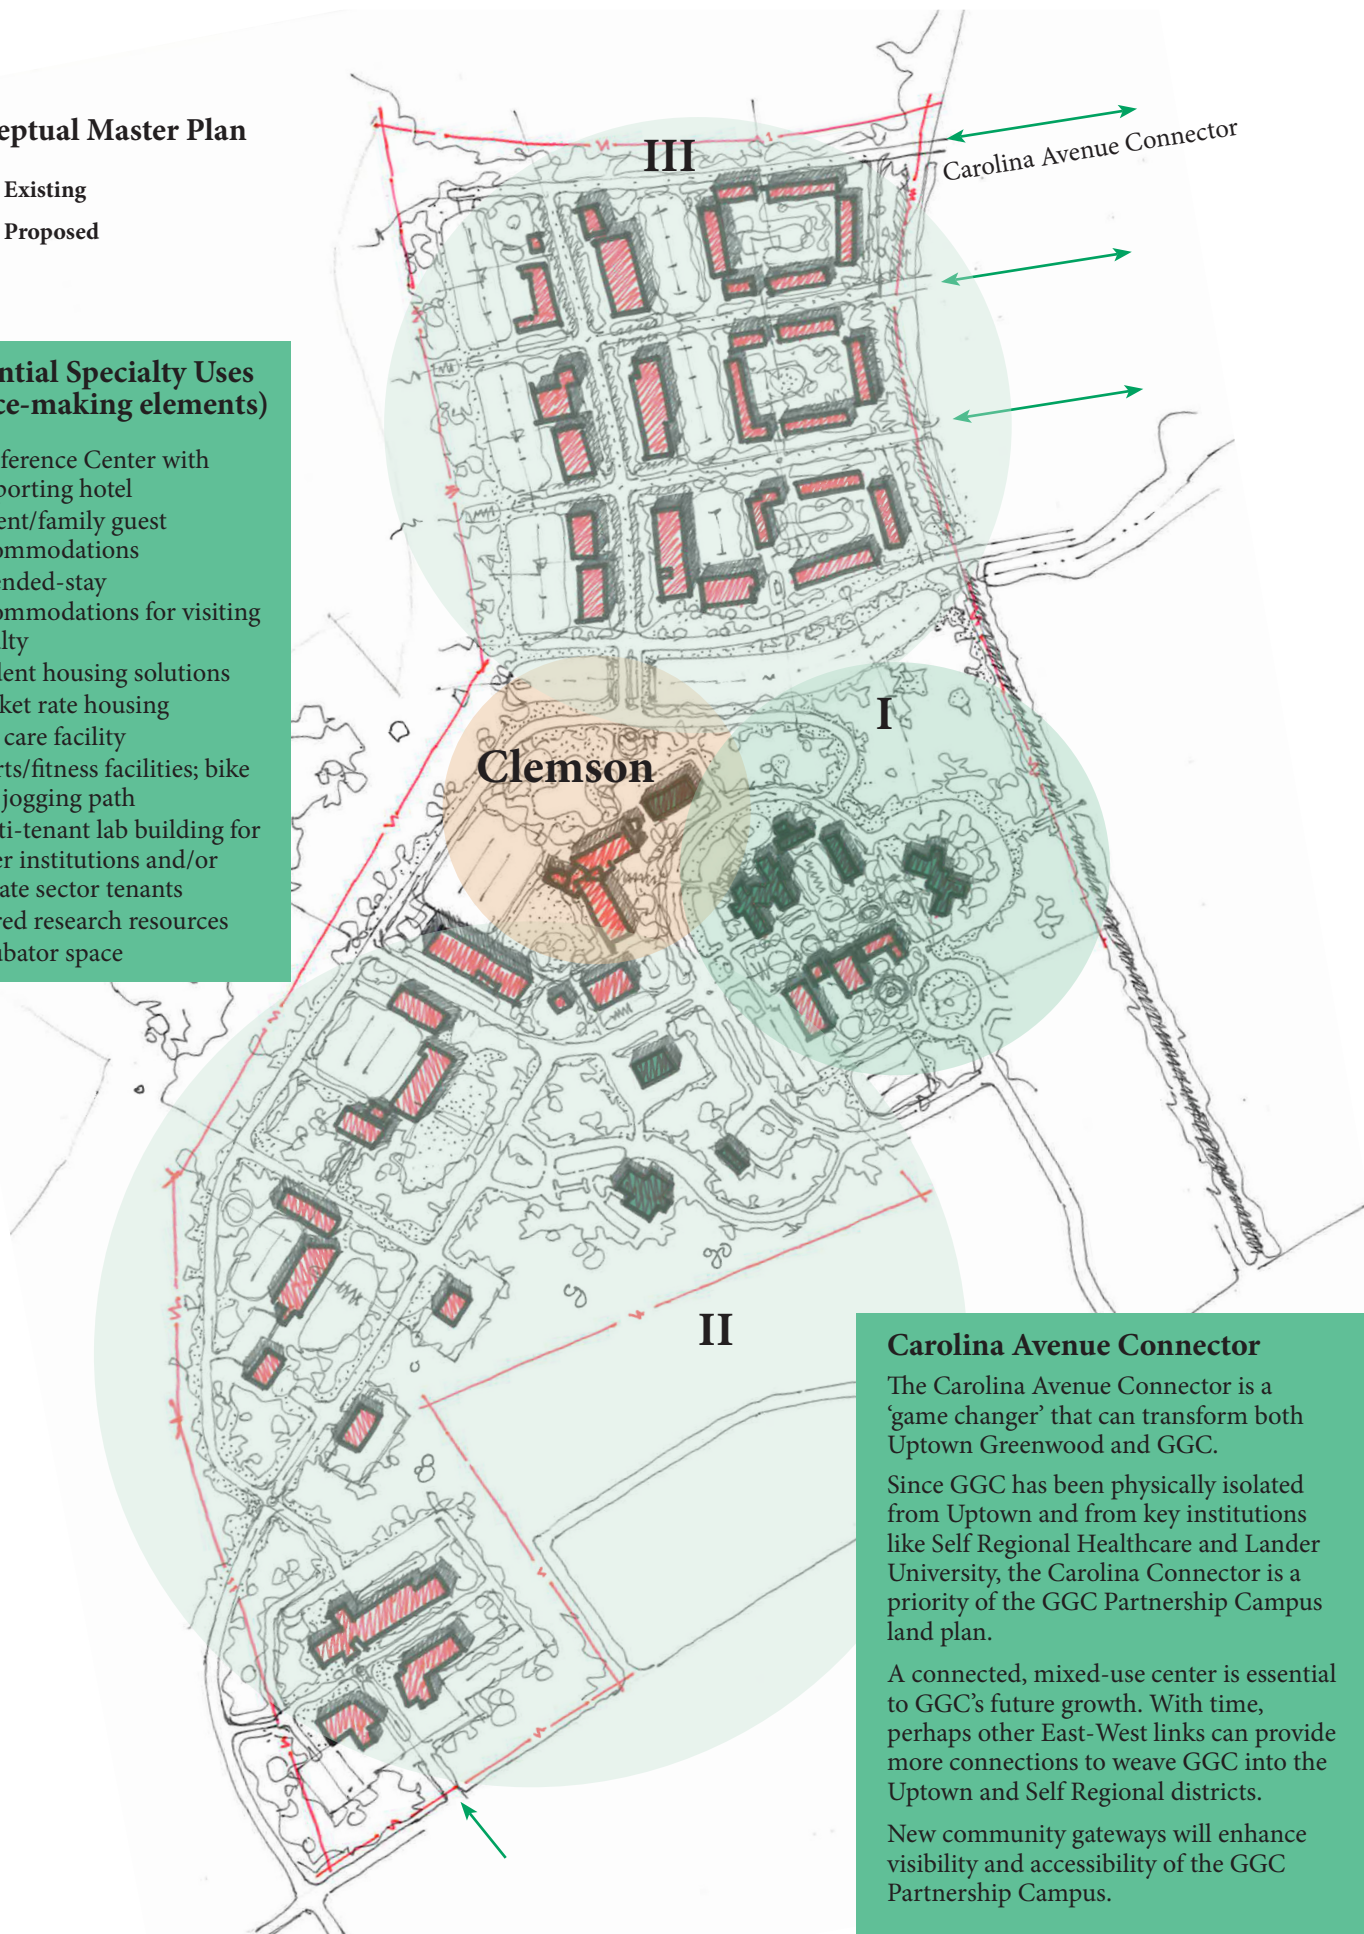 eptual Master Plan
Existing
Proposed
III
Carolina Avenue Connector
ntial Specialty Uses
ce-making elements)
ference Center with
porting hotel
ent/family guest
ommodations
ended-stay
ommodations for visiting
lty
dent housing solutions
ket rate housing
care facility
rts/fitness facilities; bike
jogging path
ti-tenant lab building for
er institutions and/or
ate sector tenants
red research resources
bator space
I
Clemson
II
Carolina Avenue Connector
The Carolina Avenue Connector is a
‘game changer’ that can transform both
Uptown Greenwood and GGC.
Since GGC has been physically isolated
from Uptown and from key institutions
like Self Regional Healthcare and Lander
University, the Carolina Connector is a
priority of the GGC Partnership Campus
land plan.
A connected, mixed-use center is essential
to GGC’s future growth. With time,
perhaps other East-West links can provide
more connections to weave GGC into the
Uptown and Self Regional districts.
New community gateways will enhance
visibility and accessibility of the GGC
Partnership Campus.